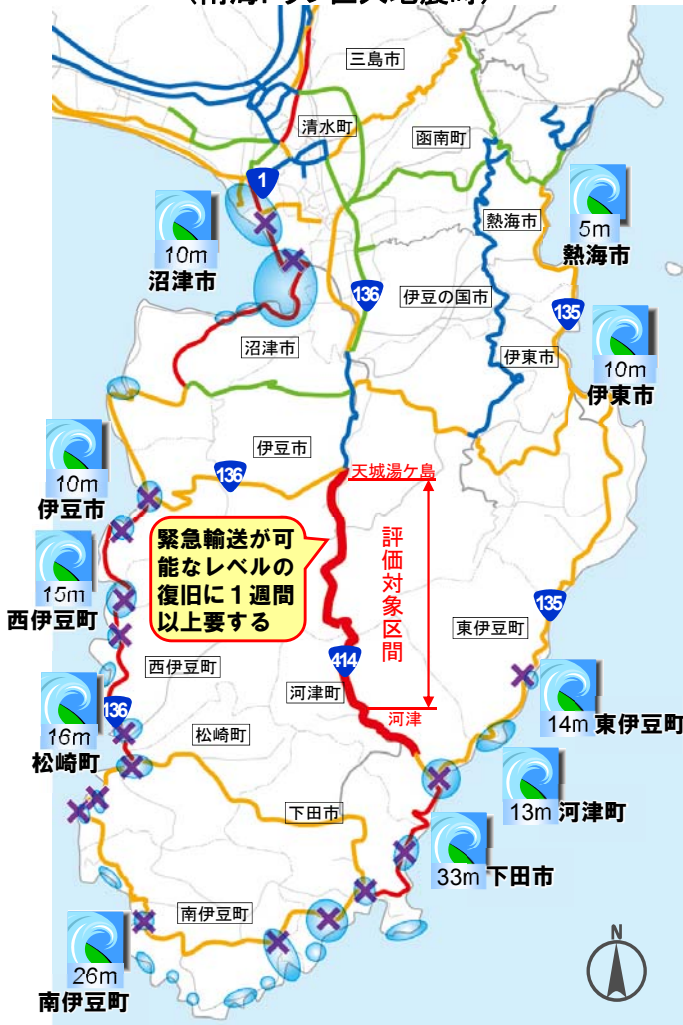 (南海トラフ巨大地震時)
三島市
清水町
函南町
1
10m
沼津市
熱海市
5m
熱海市
136
伊豆の国市
135
沼津市
伊東市
10m
伊東市
伊豆市
10m
伊豆市
136
天城湯ケ島
緊急輸送が可
能なレベルの
復旧に1週間
以上要する
評価対象区間
15m
西伊豆町
135
東伊豆町
414
西伊豆町
河津町
河津
136
16m
松崎町
松崎町
14m 東伊豆町
13m 河津町
下田市
33m 下田市
南伊豆町
26m
南伊豆町
N